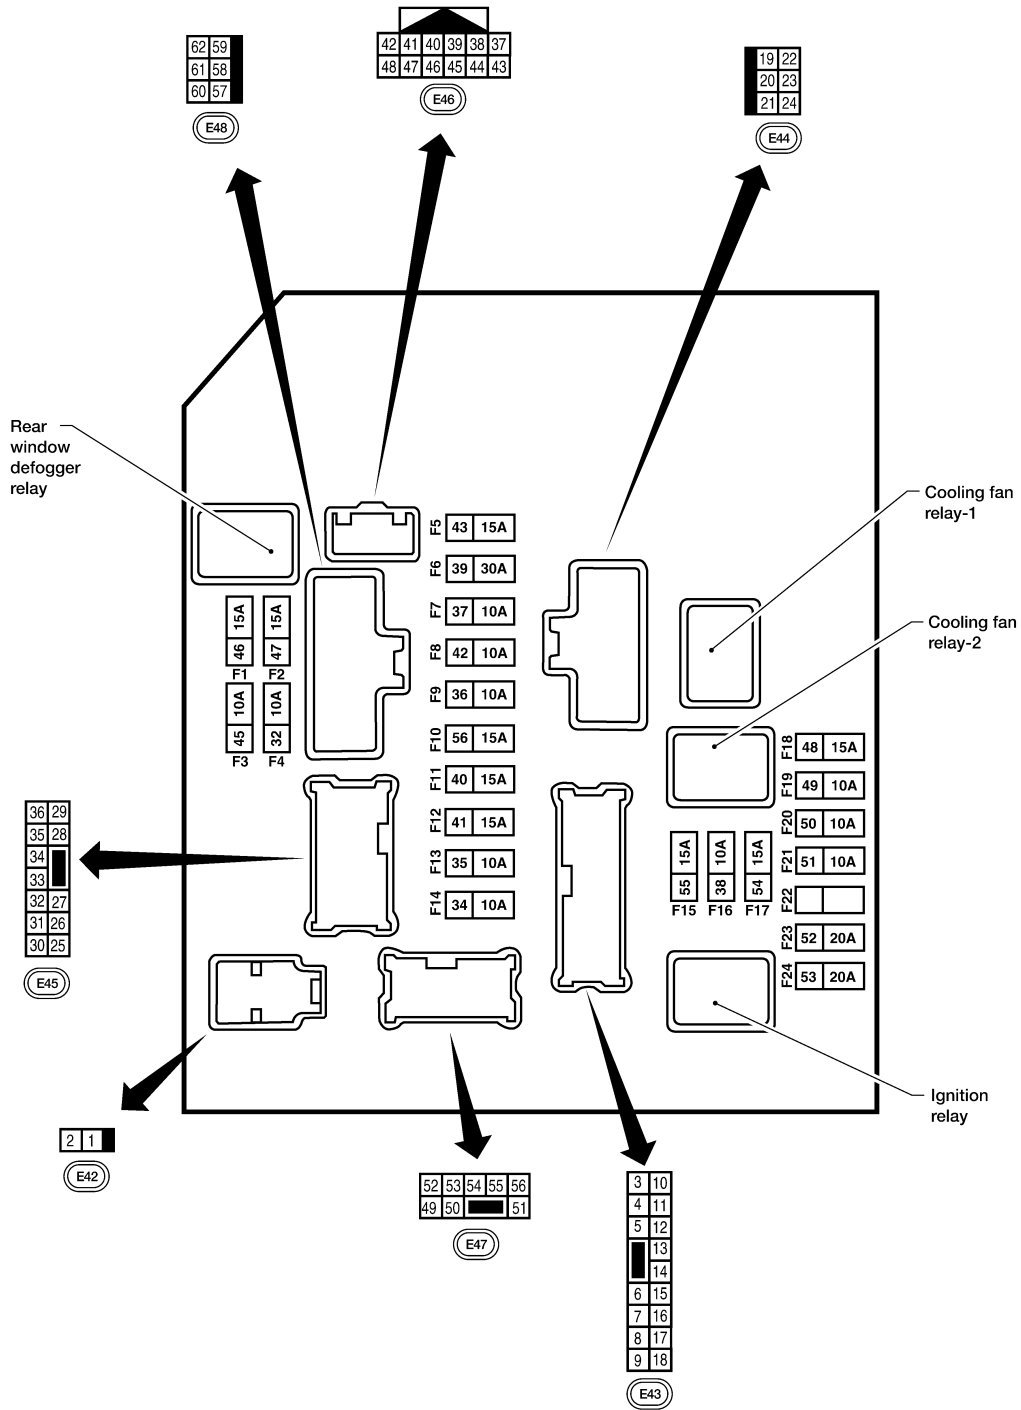 62 59
61 58
60 57
E48
42 41 40 39 38 37
48 47 46 45 44 43
E46
19 22
20 23
21 24
E44
Rear
window
defogger
relay
Cooling fan
relay-1
Cooling fan
relay-2
F5 43 15A
F6 39 30A
F7 37 10A
F8 42 10A
F9 36 10A
F10 56 15A
F11 40 15A
F12 41 15A
F13 35 10A
F14 34 10A
15A 15A
46 47
F1 F2
10A 10A
45 32
F3 F4
F18 48 15A
F19 49 10A
F20 50 10A
F21 51 10A
F22
F23 52 20A
F24 53 20A
15A 10A 15A
55 38 54
F15 F16 F17
36 29
35 28
34
33
32 27
31 26
30 25
E45
Ignition
relay
2 1
E42
52 53 54 55 56
49 50 51
E47
3 10
4 11
5 12
13
14
6 15
7 16
8 17
9 18
E43